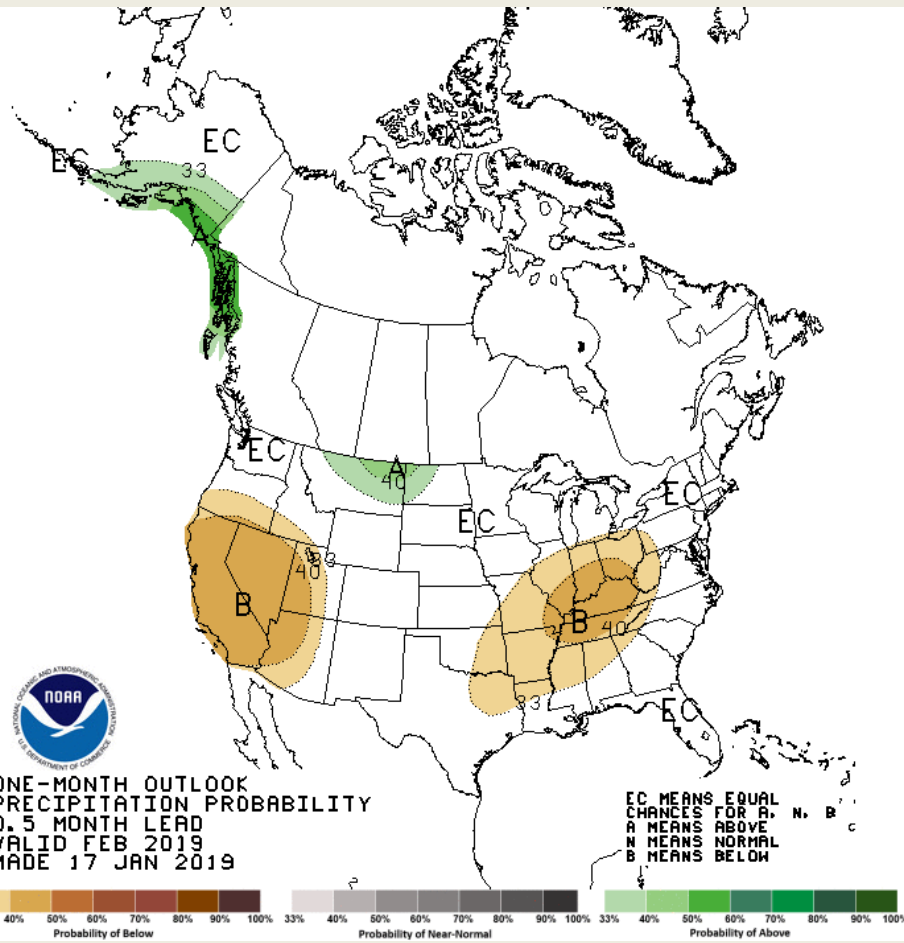 EC
EC
33
A
EC
A
40
EC
EC
33
40
B
B
40
33
EC
NATIONAL OCEANIC AND ATMOSPHERIC ADMINISTRATION
NOAA
U.S. DEPARTMENT OF COMMERCE
ONE-MONTH OUTLOOK
PRECIPITATION PROBABILITY
0.5 MONTH LEAD
VALID FEB 2019
MADE 17 JAN 2019
EC MEANS EQUAL
CHANCES FOR A, N, B
A MEANS ABOVE
N MEANS NORMAL
B MEANS BELOW
40% 50% 60% 70% 80% 90% 100%
Probability of Below
33% 40% 50% 60% 70% 80% 90% 100%
Probability of Near-Normal
33% 40% 50% 60% 70% 80% 90% 100%
Probability of Above